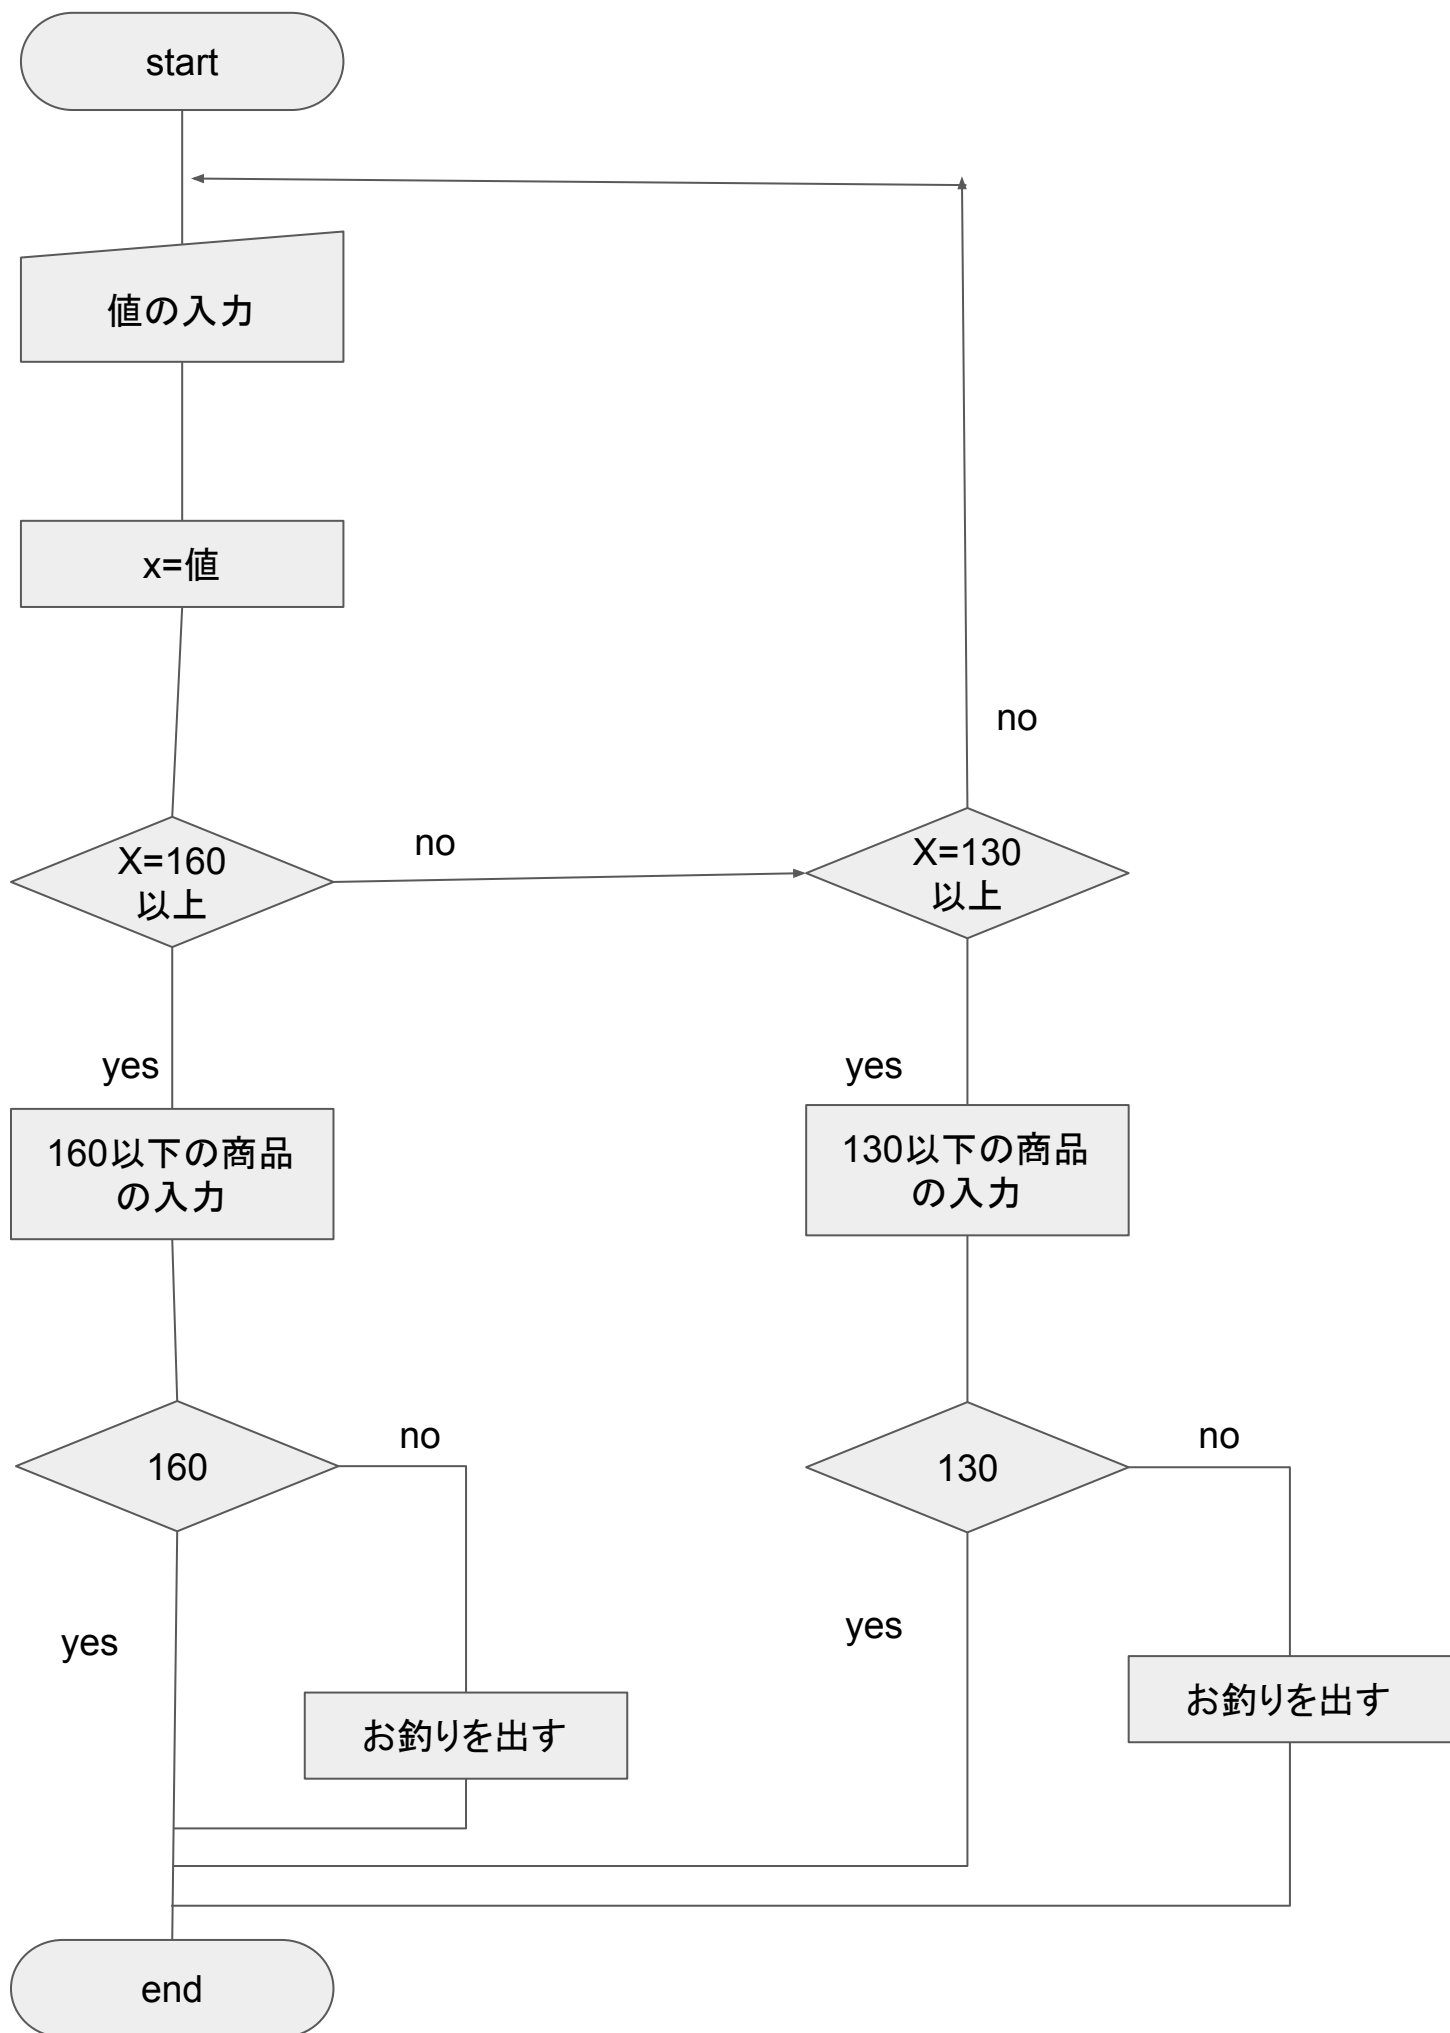 start
値の入力
x=値
no
X=160
以上
no
X=130
以上
yes
yes
160以下の商品
の入力
130以下の商品
の入力
160
no
130
no
yes
yes
お釣りを出す
お釣りを出す
end